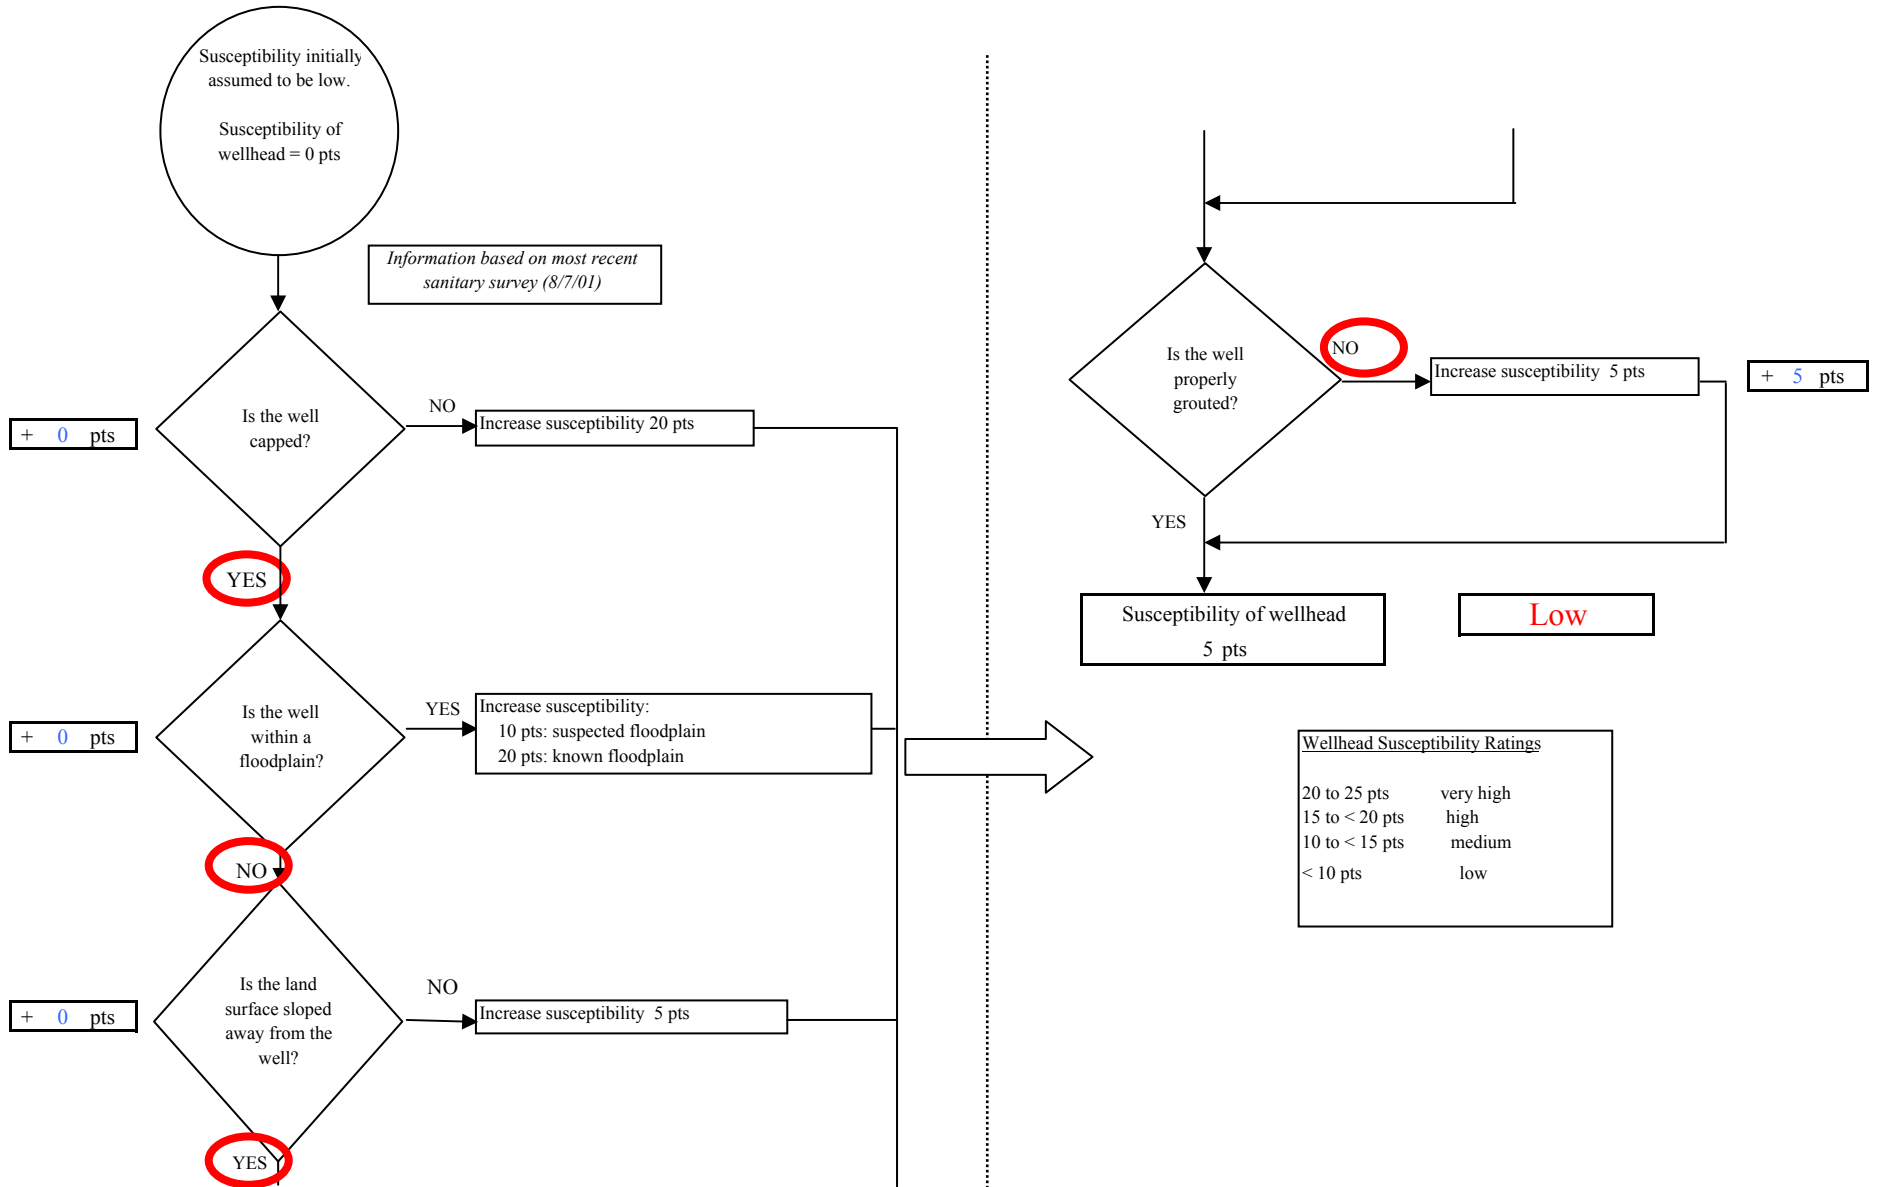 Susceptibility initially
assumed to be low.
Susceptibility of
wellhead = 0 pts
Information based on most recent
sanitary survey (8/7/01)
Is the well
capped?
NO
Increase susceptibility 20 pts
+ 0 pts
YES
Is the well
within a
floodplain?
YES
Increase susceptibility:
10 pts: suspected floodplain
20 pts: known floodplain
+ 0 pts
NO
Is the land
surface sloped
away from the
well?
NO
Increase susceptibility 5 pts
+ 0 pts
YES
Is the well
properly
grouted?
NO
Increase susceptibility 5 pts
+ 5 pts
YES
Susceptibility of wellhead
5 pts
Low
Wellhead Susceptibility Ratings
20 to 25 pts very high
15 to < 20 pts high
10 to < 15 pts medium
< 10 pts low